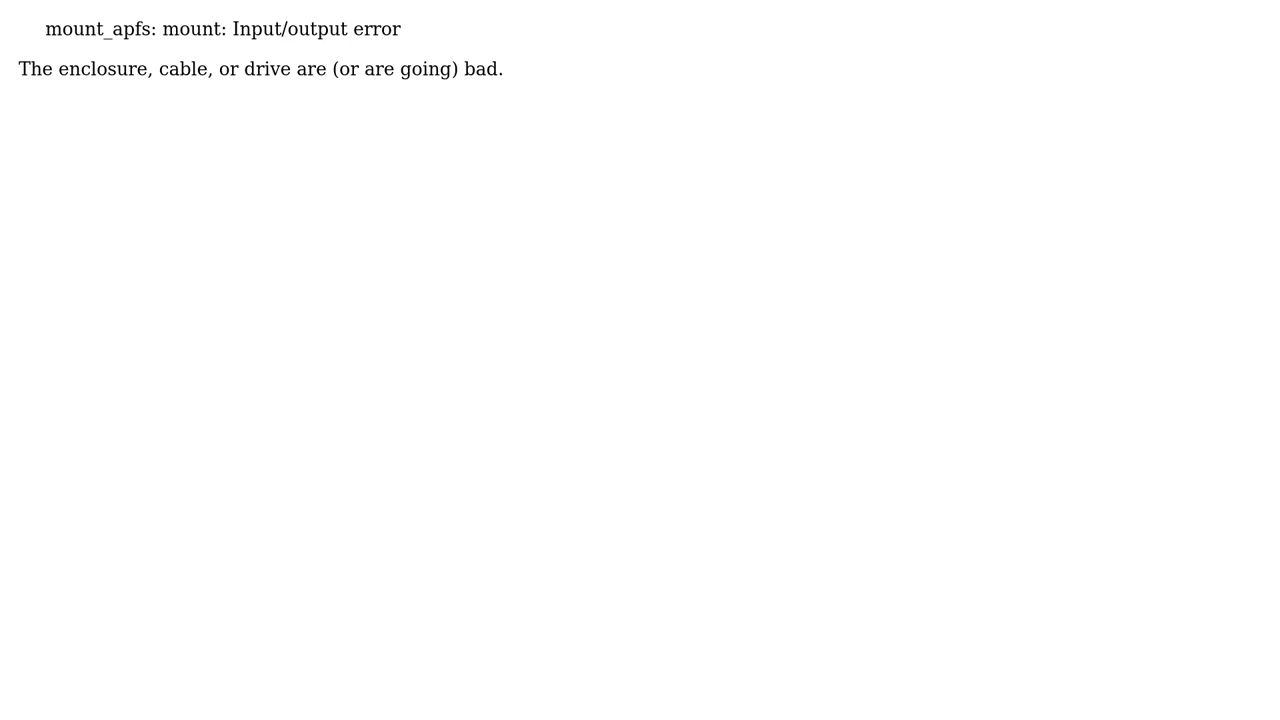 mount_apfs: mount: Input/output error
The enclosure, cable, or drive are (or are going) bad.